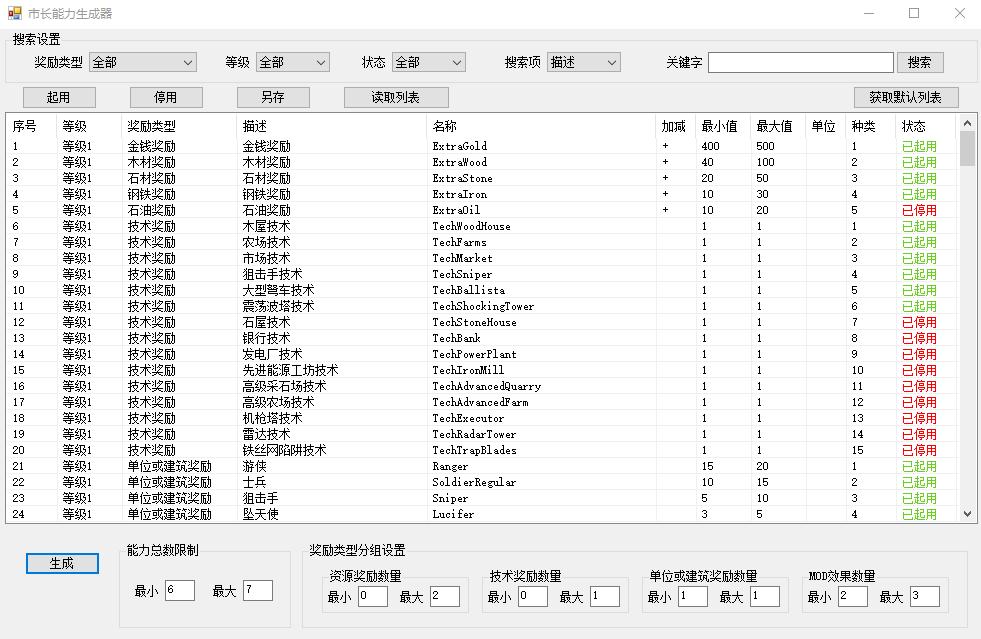 市长能力生成器
搜索设置
奖励类型 全部 等级 全部 状态 全部 搜索项 描述 关键字 搜索
起用 停用 另存 读取列表 获取默认列表
序号 等级 奖励类型 描述 名称 加减 最小值 最大值 单位 种类 状态
1 等级1 金钱奖励 金钱奖励 ExtraGold + 400 500 1 已起用
2 等级1 木材奖励 木材奖励 ExtraWood + 40 100 2 已起用
3 等级1 石材奖励 石材奖励 ExtraStone + 20 50 3 已起用
4 等级1 钢铁奖励 钢铁奖励 ExtraIron + 10 30 4 已起用
5 等级1 石油奖励 石油奖励 ExtraOil + 10 20 5 已停用
6 等级1 技术奖励 木屋技术 TechWoodHouse 1 1 1 已起用
7 等级1 技术奖励 农场技术 TechFarms 1 1 2 已起用
8 等级1 技术奖励 市场技术 TechMarket 1 1 3 已起用
9 等级1 技术奖励 狙击手技术 TechSniper 1 1 4 已起用
10 等级1 技术奖励 大型弩车技术 TechBallista 1 1 5 已起用
11 等级1 技术奖励 震荡波塔技术 TechShockingTower 1 1 6 已起用
12 等级1 技术奖励 石屋技术 TechStoneHouse 1 1 7 已停用
13 等级1 技术奖励 银行技术 TechBank 1 1 8 已停用
14 等级1 技术奖励 发电厂技术 TechPowerPlant 1 1 9 已停用
15 等级1 技术奖励 先进能源工坊技术 TechIronMill 1 1 10 已停用
16 等级1 技术奖励 高级采石场技术 TechAdvancedQuarry 1 1 11 已停用
17 等级1 技术奖励 高级农场技术 TechAdvancedFarm 1 1 12 已停用
18 等级1 技术奖励 机枪塔技术 TechExecutor 1 1 13 已停用
19 等级1 技术奖励 雷达技术 TechRadarTower 1 1 14 已停用
20 等级1 技术奖励 铁丝网陷阱技术 TechTrapBlades 1 1 15 已停用
21 等级1 单位或建筑奖励 游侠 Ranger 15 20 1 已起用
22 等级1 单位或建筑奖励 士兵 SoldierRegular 10 15 2 已起用
23 等级1 单位或建筑奖励 狙击手 Sniper 5 10 3 已起用
24 等级1 单位或建筑奖励 坠天使 Lucifer 3 5 4 已起用
生成
能力总数限制
最小 6 最大 7
奖励类型分组设置
资源奖励数量 技术奖励数量 单位或建筑奖励数量 MOD效果数量
最小 0 最大 2 最小 0 最大 1 最小 1 最大 1 最小 2 最大 3